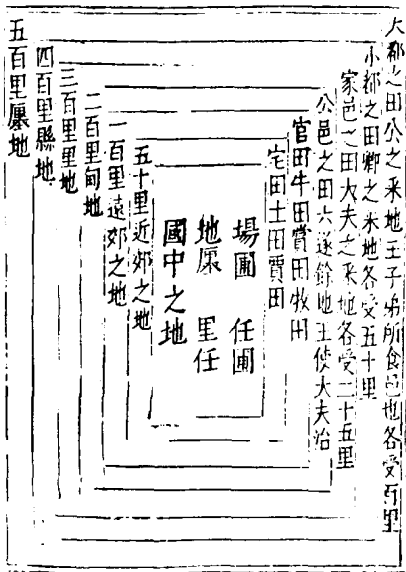 大都之田公之采地王子弟所食邑地各受百里
小都之田卿之采地各受五十里
家邑之田大夫之采地各受二十五里
公邑之田六遂餘地王使大夫治
官田牛田賞田牧田
宅田土田賈田
場圃 任圃
地㕓 里任
國中之地
五十里近郊之地
一百里遠郊之地
二百里甸地
三百里里地
四百里縣地
五百里㕓地